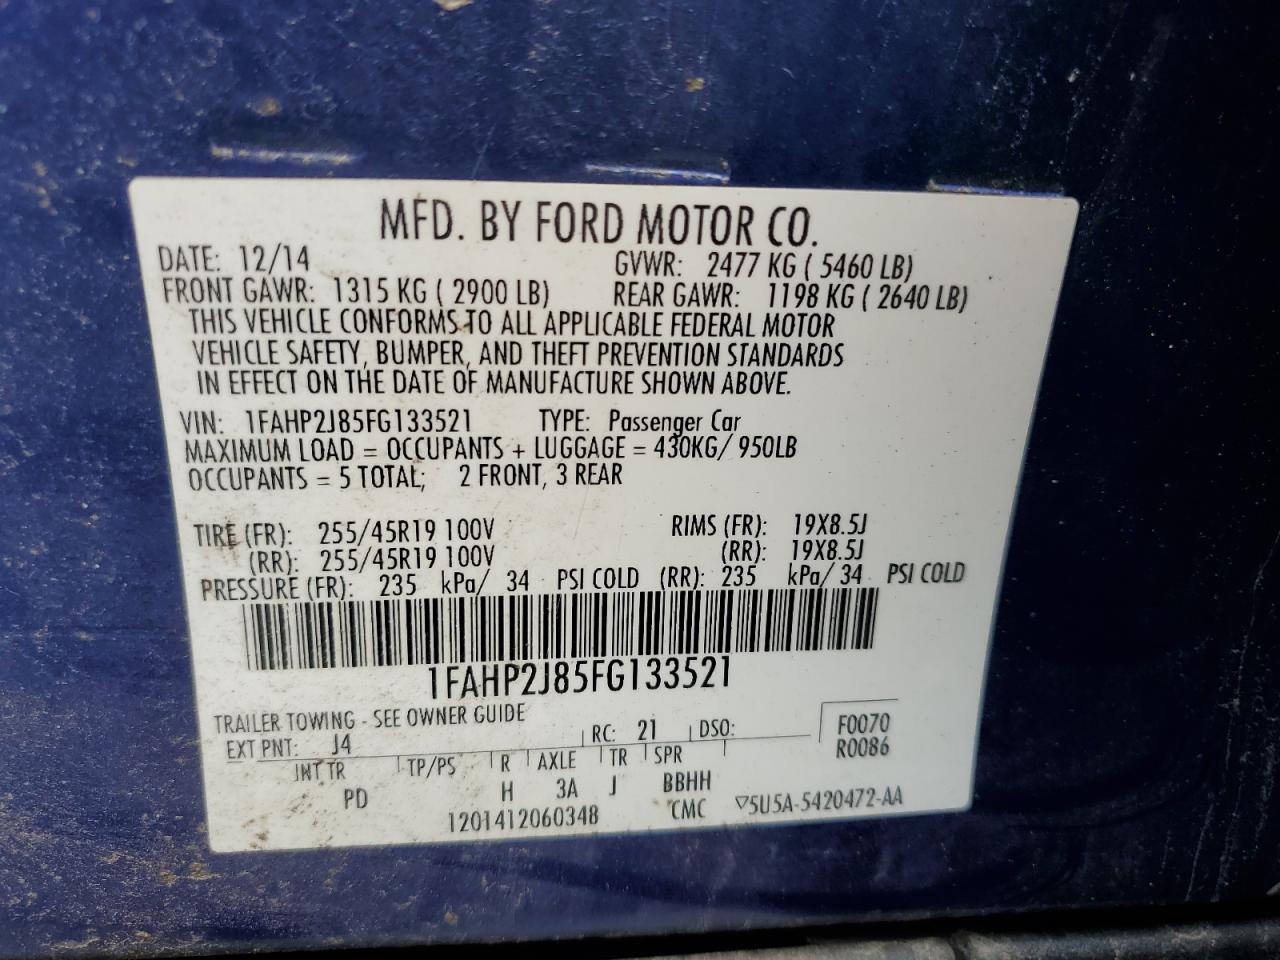 MFD. BY FORD MOTOR CO.
DATE: 12/14 GVWR: 2477 KG ( 5460 LB)
FRONT GAWR: 1315 KG ( 2900 LB) REAR GAWR: 1198 KG ( 2640 LB)
THIS VEHICLE CONFORMS TO ALL APPLICABLE FEDERAL MOTOR
VEHICLE SAFETY, BUMPER, AND THEFT PREVENTION STANDARDS
IN EFFECT ON THE DATE OF MANUFACTURE SHOWN ABOVE.
VIN: 1FAHP2J85FG133521 TYPE: Passenger Car
MAXIMUM LOAD = OCCUPANTS + LUGGAGE = 430KG/ 950LB
OCCUPANTS = 5 TOTAL; 2 FRONT, 3 REAR
TIRE (FR): 255/45R19 100V RIMS (FR): 19X8.5J
(RR): 255/45R19 100V (RR): 19X8.5J
PRESSURE (FR): 235 kPa/ 34 PSI COLD (RR): 235 kPa/ 34 PSI COLD
1FAHP2J85FG133521
TRAILER TOWING - SEE OWNER GUIDE
EXT PNT: J4 RC: 21 DSO: F0070
R0086
INT TR TP/PS R AXLE TR SPR
PD H 3A J BBHH
1201412060348 CMC ▽5U5A-5420472-AA